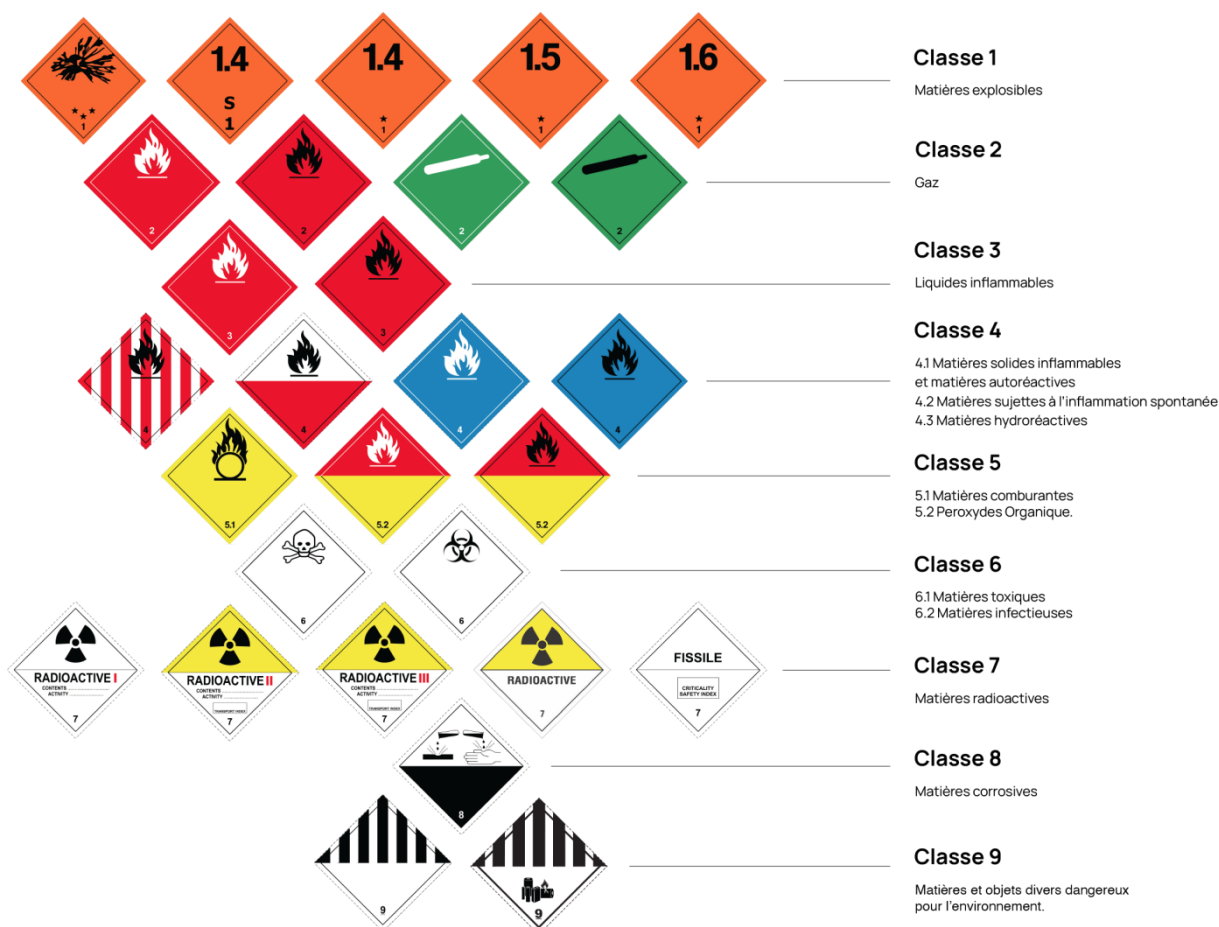 1
1.4
S
1
1.4
1
1.5
1
1.6
1
Classe 1
Matières explosibles
2
2
2
2
Classe 2
Gaz
3
3
Classe 3
Liquides inflammables
4
4
4
4
Classe 4
4.1 Matières solides inflammables
et matières autoréactives
4.2 Matières sujettes à l'inflammation spontanée
4.3 Matières hydroréactives
5.1
5.2
5.2
Classe 5
5.1 Matières comburantes
5.2 Peroxydes Organique.
6
6
Classe 6
6.1 Matières toxiques
6.2 Matières infectieuses
RADIOACTIVE I
CONTENTS ....................
ACTIVITY ....................
7
RADIOACTIVE II
CONTENTS ....................
ACTIVITY ....................
TRANSPORT INDEX
7
RADIOACTIVE III
CONTENTS ....................
ACTIVITY ....................
TRANSPORT INDEX
7
RADIOACTIVE
7
FISSILE
CRITICALITY
SAFETY INDEX
7
Classe 7
Matières radioactives
8
Classe 8
Matières corrosives
9
9
Classe 9
Matières et objets divers dangereux
pour l'environnement.